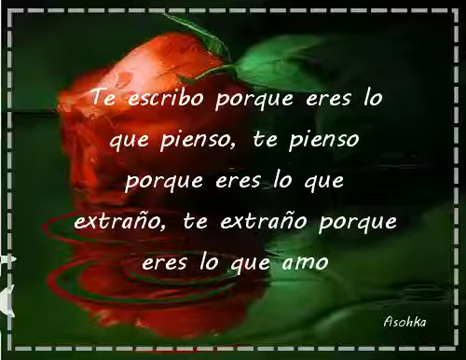 Te escribo porque eres lo
que pienso, te pienso
porque eres lo que
extraño, te extraño porque
eres lo que amo
Asohka